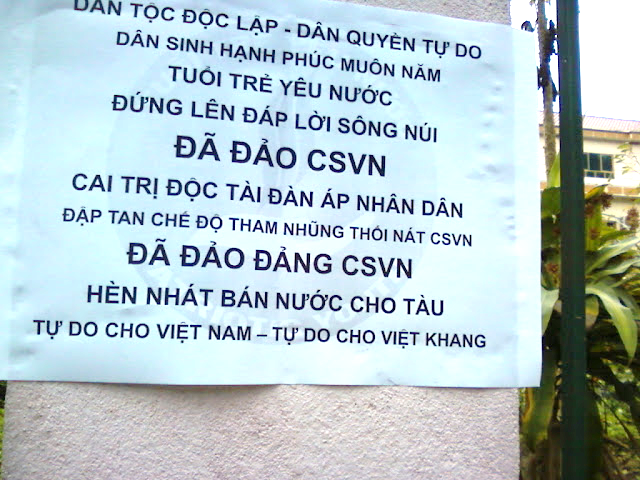 DÂN TỘC ĐỘC LẬP - DÂN QUYỀN TỰ DO
DÂN SINH HẠNH PHÚC MUÔN NĂM
TUỔI TRẺ YÊU NƯỚC
ĐỨNG LÊN ĐÁP LỜI SÔNG NÚI
ĐÃ ĐẢO CSVN
CAI TRỊ ĐỘC TÀI ĐÀN ÁP NHÂN DÂN
ĐẬP TAN CHẾ ĐỘ THAM NHŨNG THỐI NÁT CSVN
ĐÃ ĐẢO ĐẢNG CSVN
HÈN NHÁT BÁN NƯỚC CHO TÀU
TỰ DO CHO VIỆT NAM – TỰ DO CHO VIỆT KHANG